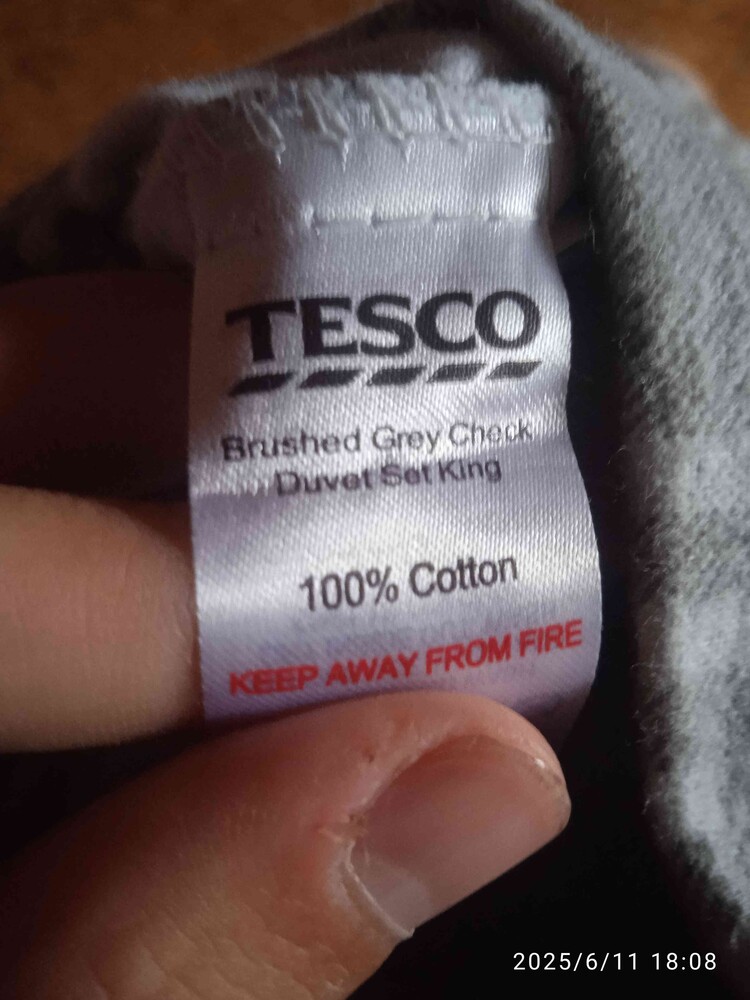 TESCO
Brushed Grey Check
Duvet Set King
100% Cotton
KEEP AWAY FROM FIRE
2025/6/11 18:08